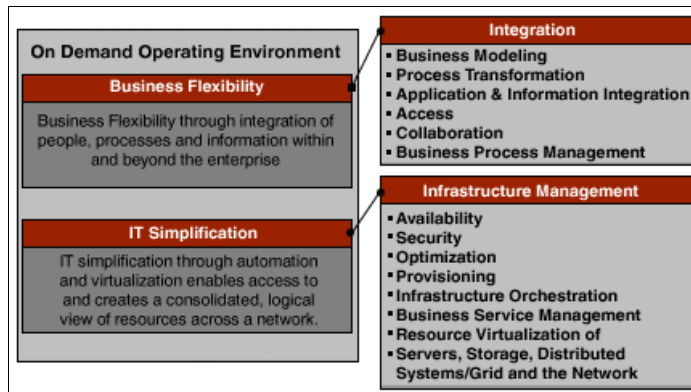 On Demand Operating Environment
Business Flexibility
Business Flexibility through integration of
people, processes and information within
and beyond the enterprise
IT Simplification
IT simplification through automation
and virtualization enables access to
and creates a consolidated, logical
view of resources across a network.
Integration
▪ Business Modeling
▪ Process Transformation
▪ Application & Information Integration
▪ Access
▪ Collaboration
▪ Business Process Management
Infrastructure Management
▪ Availability
▪ Security
▪ Optimization
▪ Provisioning
▪ Infrastructure Orchestration
▪ Business Service Management
▪ Resource Virtualization of
▪ Servers, Storage, Distributed
Systems/Grid and the Network